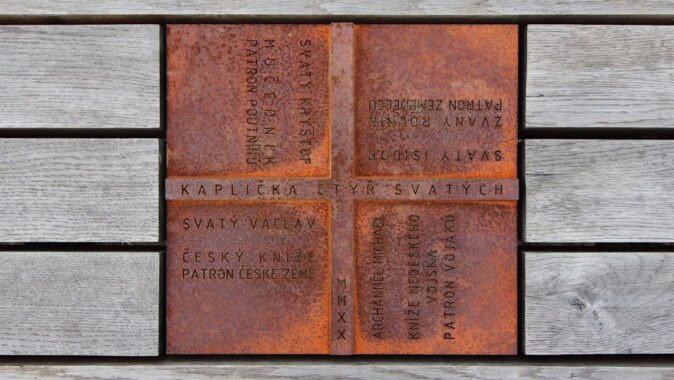 SVATÝ KRYŠTOF
MUČEDNÍK
PATRON POUTNÍKŮ
SVATÝ ISIDOR
ZVANÝ ROLNÍK
PATRON ZEMĚDĚLCŮ
KAPLIČKA ČTYŘ SVATÝCH
SVATÝ VÁCLAV
ČESKÝ KNÍŽE
PATRON ČESKÉ ZEMĚ
MMXX
ARCHANDĚL MICHAEL
KNÍŽE NEBESKÉHO
VOJSKA
PATRON VOJÁKŮ